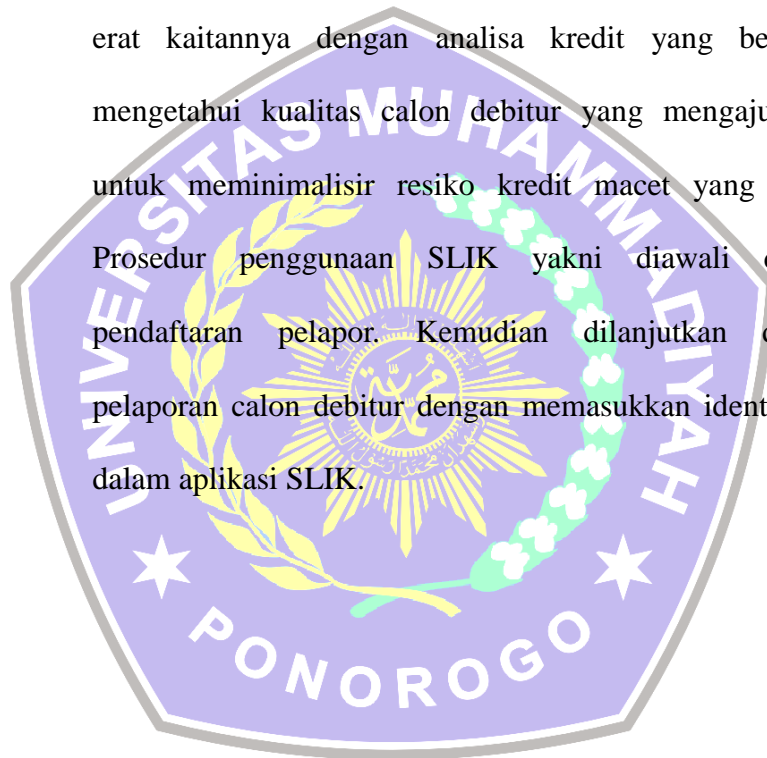 erat kaitannya dengan analisa kredit yang be
mengetahui kualitas calon debitur yang mengaju
untuk meminimalisir resiko kredit macet yang
Prosedur penggunaan SLIK yakni diawali
pendaftaran pelapor. Kemudian dilanjutkan
pelaporan calon debitur dengan memasukkan ident
dalam aplikasi SLIK.
UNIVERSITAS MUHAMMADIYAH
PONOROGO
محمدية